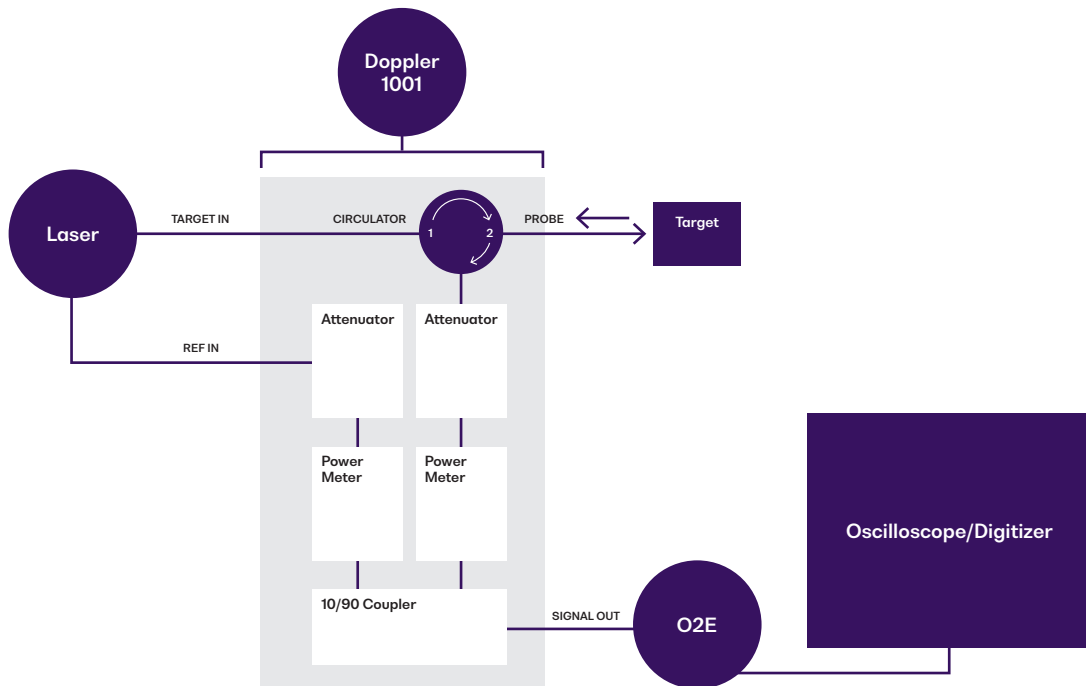 Doppler
1001
Laser
TARGET IN
CIRCULATOR
1
2
PROBE
Target
REF IN
Attenuator
Attenuator
Power
Meter
Power
Meter
10/90 Coupler
SIGNAL OUT
O2E
Oscilloscope/Digitizer